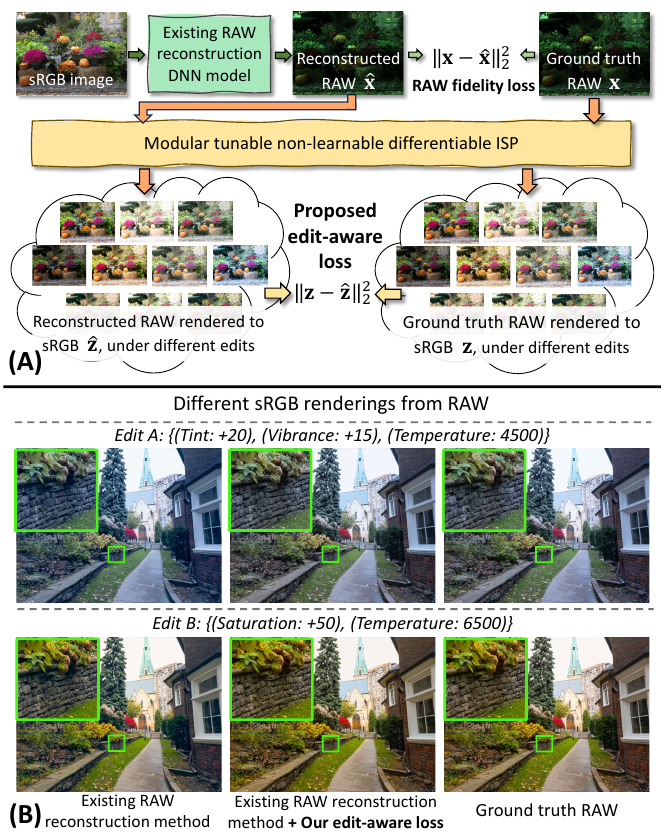 sRGB image
Existing RAW
reconstruction
DNN model
Reconstructed
RAW x̂
‖x − x̂‖₂²
RAW fidelity loss
Ground truth
RAW x
Modular tunable non-learnable differentiable ISP
Proposed
edit-aware
loss
‖z − ẑ‖₂²
Reconstructed RAW rendered to
sRGB ẑ, under different edits
Ground truth RAW rendered to
sRGB z, under different edits
(A)
Different sRGB renderings from RAW
Edit A: {(Tint: +20), (Vibrance: +15), (Temperature: 4500)}
Edit B: {(Saturation: +50), (Temperature: 6500)}
(B)
Existing RAW
reconstruction method
Existing RAW reconstruction
method + Our edit-aware loss
Ground truth RAW